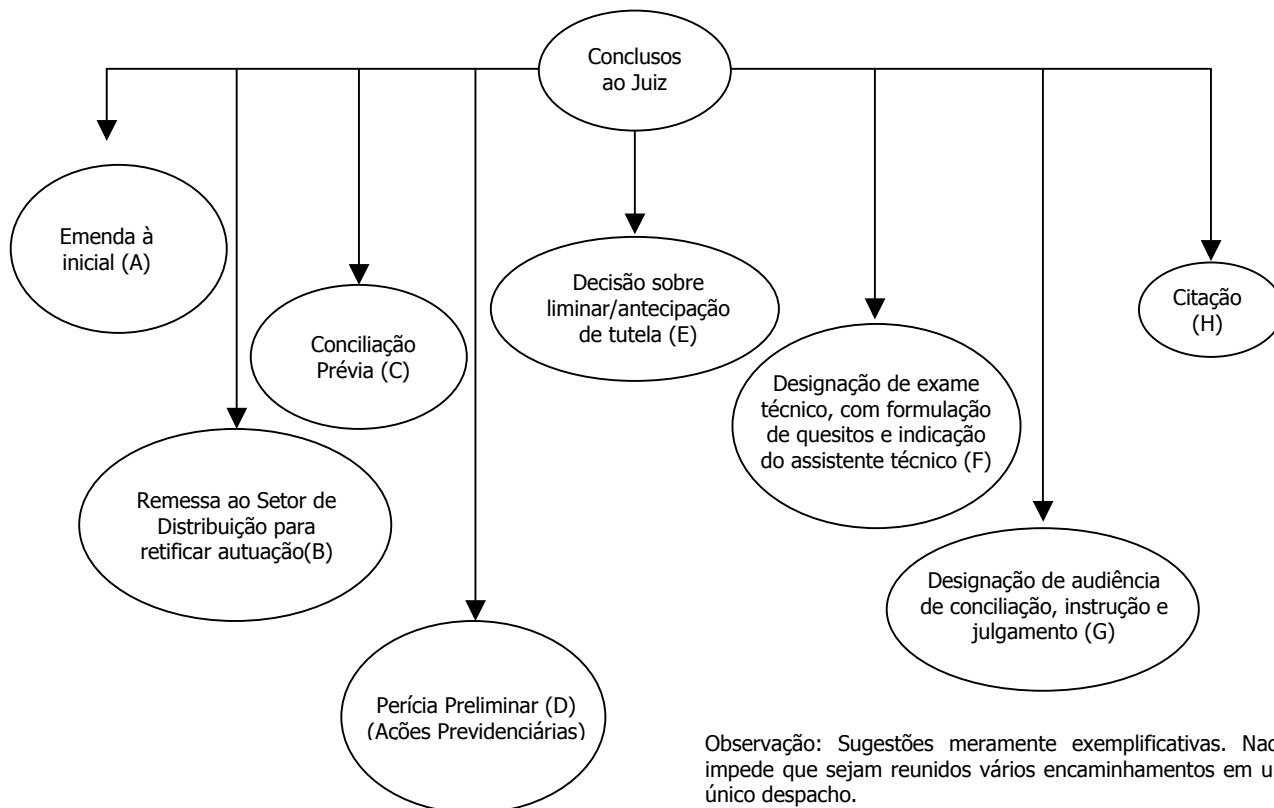 Conclusos
ao Juiz
Emenda à
inicial (A)
Remessa ao Setor de
Distribuição para
retificar autuação(B)
Conciliação
Prévia (C)
Perícia Preliminar (D)
(Ações Previdenciárias)
Decisão sobre
liminar/antecipação
de tutela (E)
Designação de exame
técnico, com formulação
de quesitos e indicação
do assistente técnico (F)
Designação de audiência
de conciliação, instrução e
julgamento (G)
Citação
(H)
Observação: Sugestões meramente exemplificativas. Nad
impede que sejam reunidos vários encaminhamentos em u
único despacho.